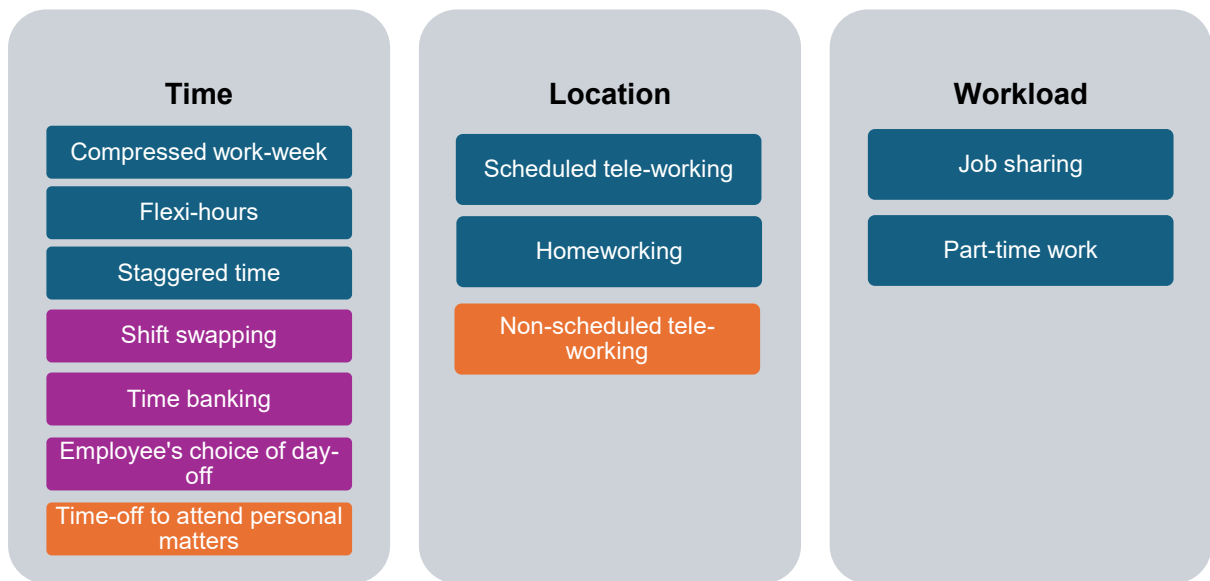 Time
Compressed work-week
Flexi-hours
Staggered time
Shift swapping
Time banking
Employee's choice of day-
off
Time-off to attend personal
matters
Location
Scheduled tele-working
Homeworking
Non-scheduled tele-
working
Workload
Job sharing
Part-time work